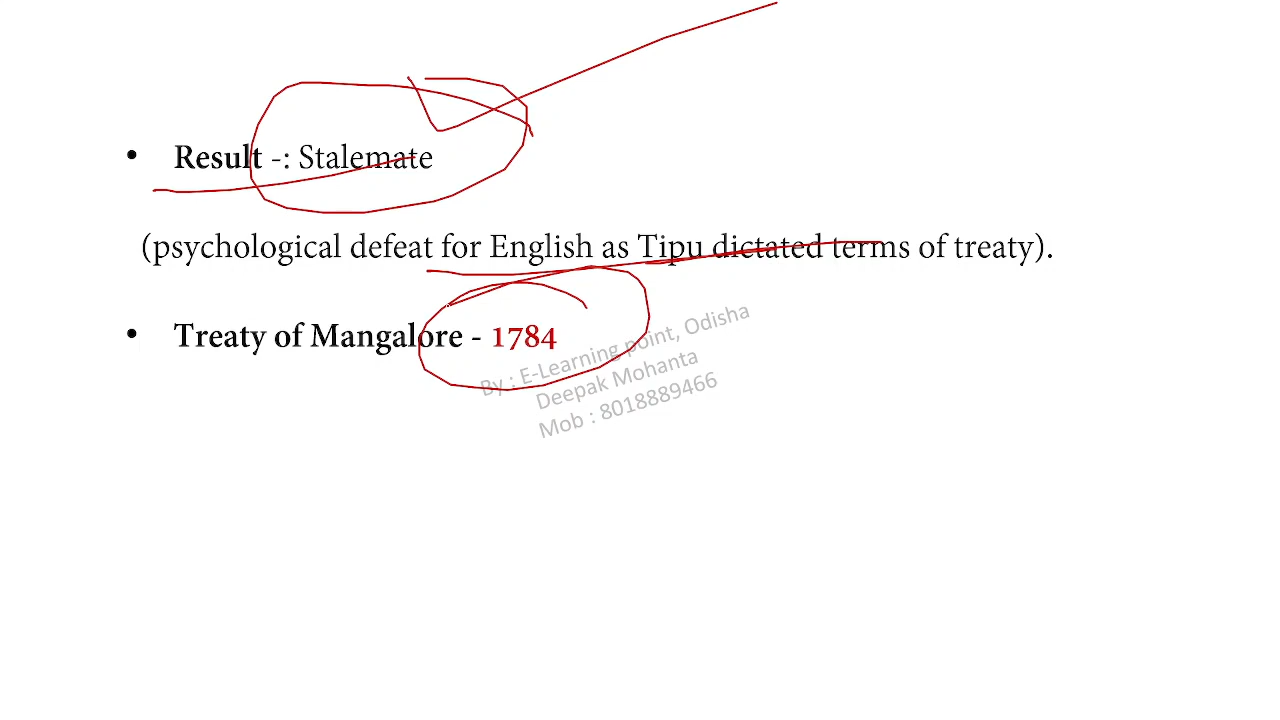 • Result -: Stalemate
(psychological defeat for English as Tipu dictated terms of treaty).
• Treaty of Mangalore - 1784
By : E-Learning point, Odisha
Deepak Mohanta
Mob : 8018889466